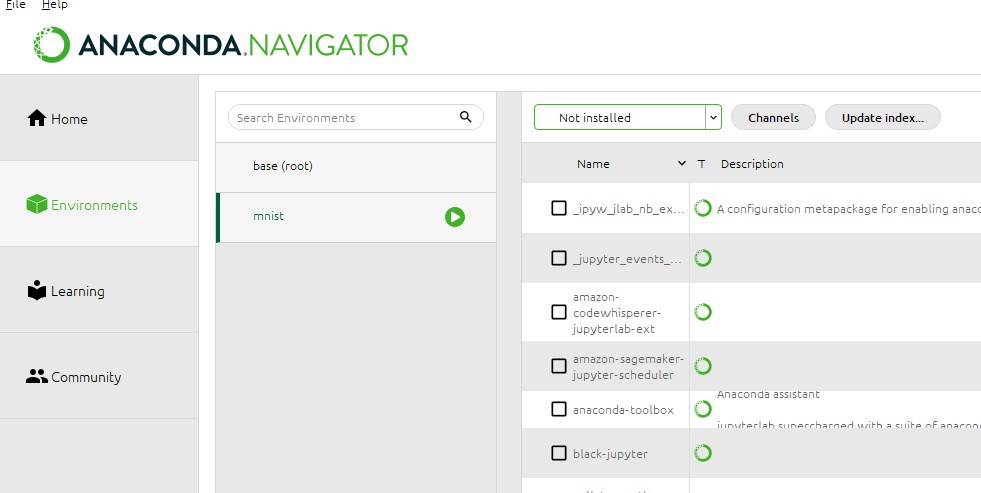 File Help
ANACONDA.NAVIGATOR
Home
Environments
Learning
Community
Search Environments
base (root)
mnist
Not installed
Channels
Update index...
Name
T
Description
_ipyw_jlab_nb_ex...
A configuration metapackage for enabling anaco
_jupyter_events_...
amazon-
codewhisperer-
jupyterlab-ext
amazon-sagemaker-
jupyter-scheduler
anaconda-toolbox
Anaconda assistant
jupyterlab supercharged with a suite of anacon
black-jupyter